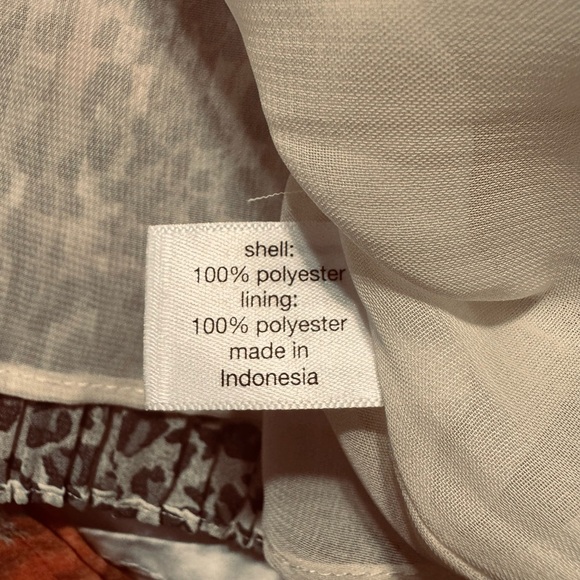 shell:
100% polyester
lining:
100% polyester
made in
Indonesia